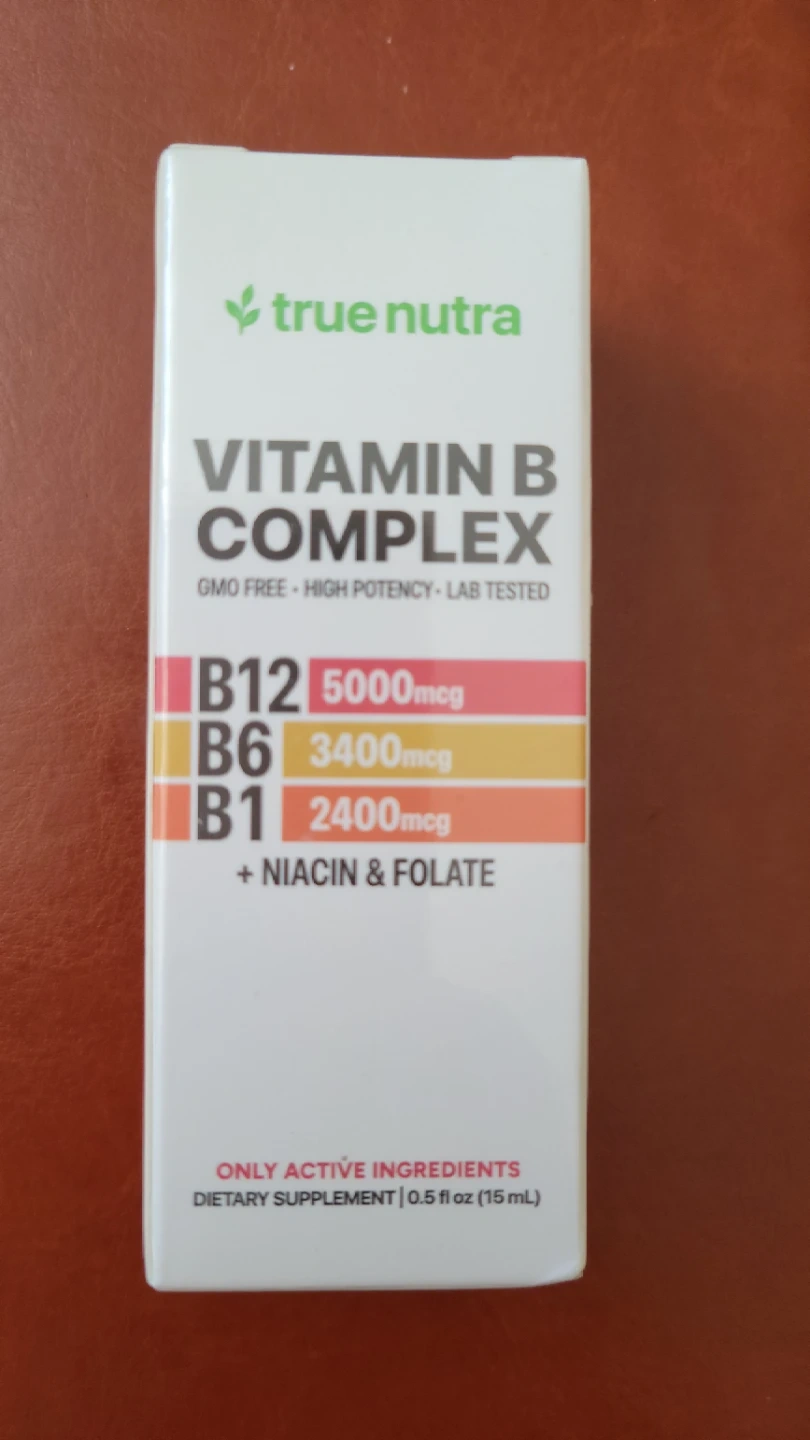 true nutra
VITAMIN B
COMPLEX
GMO FREE • HIGH POTENCY • LAB TESTED
B12 5000mcg
B6 3400mcg
B1 2400mcg
+ NIACIN & FOLATE
ONLY ACTIVE INGREDIENTS
DIETARY SUPPLEMENT | 0.5 fl oz (15 mL)